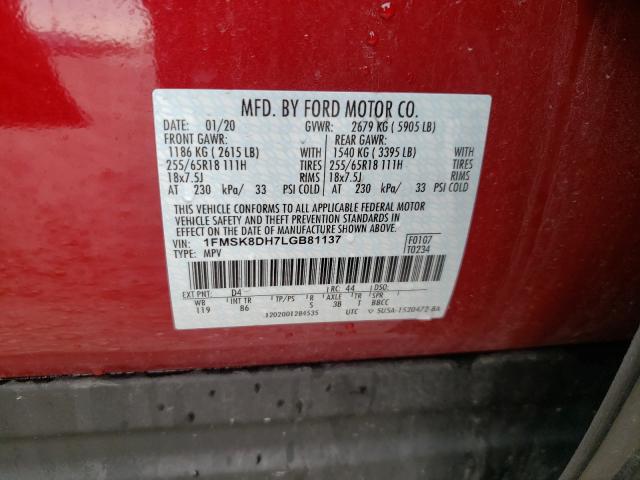 MFD. BY FORD MOTOR CO.
DATE: 01/20 GVWR: 2679 KG ( 5905 LB)
FRONT GAWR: REAR GAWR:
1186 KG ( 2615 LB) WITH 1540 KG ( 3395 LB) WITH
255/65R18 111H TIRES 255/65R18 111H TIRES
18x7.5J RIMS 18x7.5J RIMS
AT 230 kPa/ 33 PSI COLD AT 230 kPa/ 33 PSI COLD
THIS VEHICLE CONFORMS TO ALL APPLICABLE FEDERAL MOTOR
VEHICLE SAFETY AND THEFT PREVENTION STANDARDS IN
EFFECT ON THE DATE OF MANUFACTURE SHOWN ABOVE.
VIN: 1FMSK8DH7LGB81137 F0107
TYPE: MPV T0234
EXT PNT: D4 RC: 44 DSO:
WB INT TR TP/PS R AXLE TR SPR
119 86 5 3B T BBCC
12020012B4535 UTC 5U5A-1520472-BA